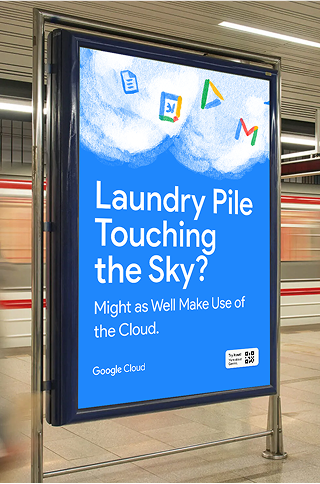 Laundry Pile
Touching
the Sky?
Might as Well Make Use of
the Cloud.
Google Cloud